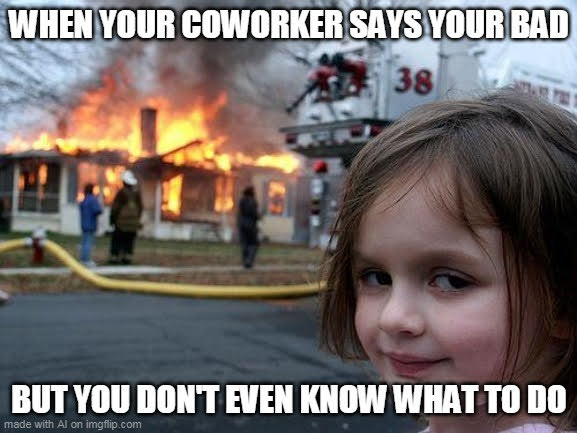 WHEN YOUR COWORKER SAYS YOUR BAD
38
BUT YOU DON'T EVEN KNOW WHAT TO DO
made with AI on imgflip.com